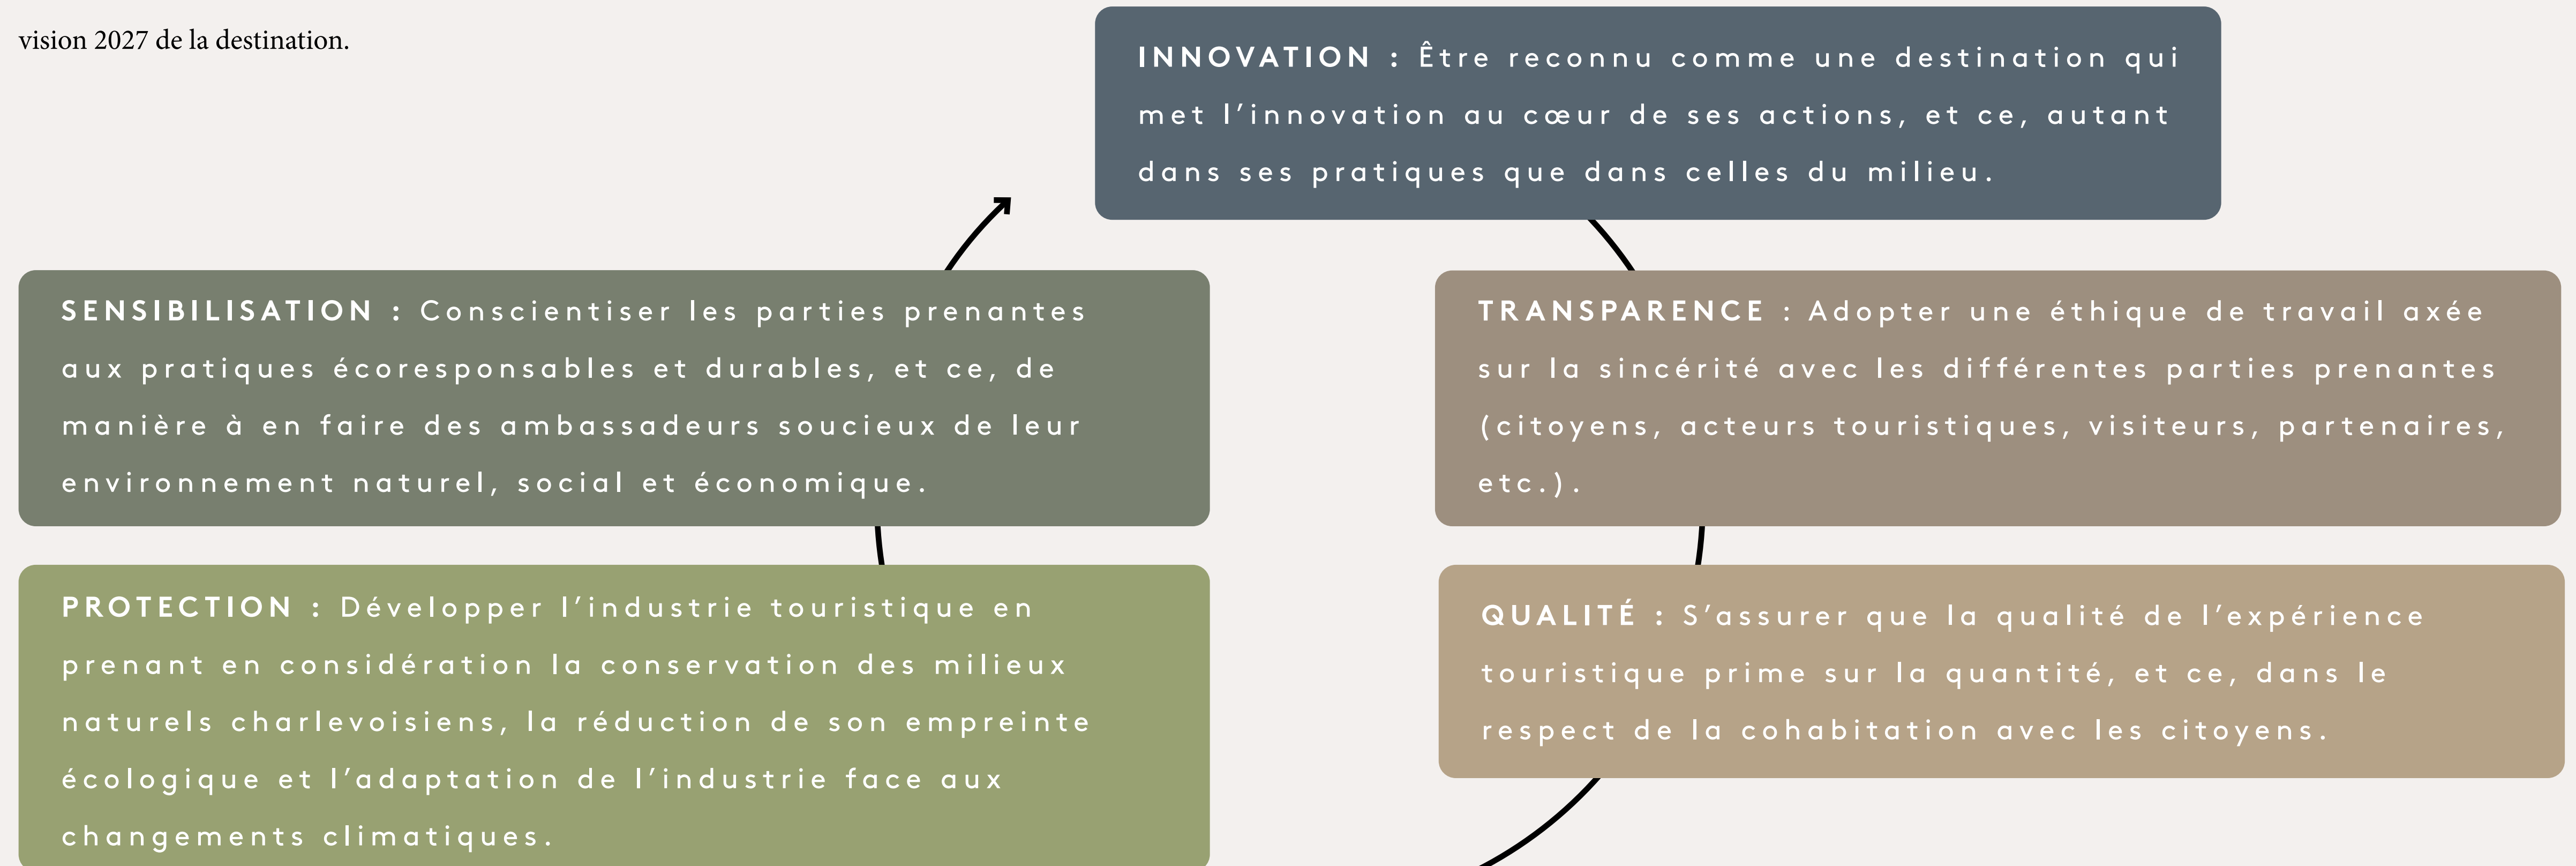 vision 2027 de la destination.
INNOVATION : Être reconnu comme une destination qui
met l’innovation au cœur de ses actions, et ce, autant
dans ses pratiques que dans celles du milieu.
SENSIBILISATION : Conscientiser les parties prenantes
aux pratiques écoresponsables et durables, et ce, de
manière à en faire des ambassadeurs soucieux de leur
environnement naturel, social et économique.
TRANSPARENCE : Adopter une éthique de travail axée
sur la sincérité avec les différentes parties prenantes
(citoyens, acteurs touristiques, visiteurs, partenaires,
etc.).
PROTECTION : Développer l’industrie touristique en
prenant en considération la conservation des milieux
naturels charlevoisiens, la réduction de son empreinte
écologique et l’adaptation de l’industrie face aux
changements climatiques.
QUALITÉ : S’assurer que la qualité de l’expérience
touristique prime sur la quantité, et ce, dans le
respect de la cohabitation avec les citoyens.